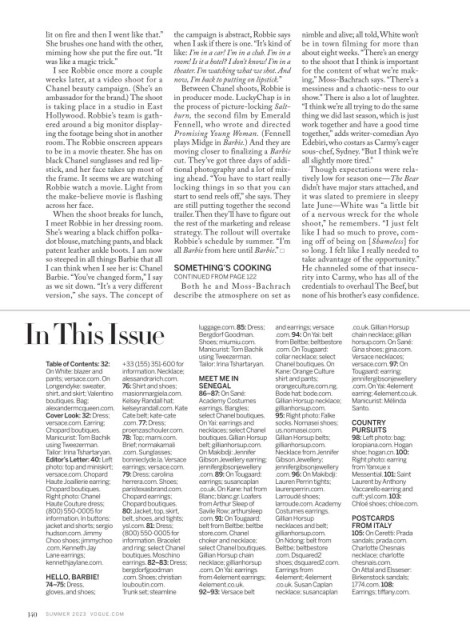 lit on fire and then I went like that."
She brushes one hand with the other,
miming how she put the fire out. "It
was like a magic trick."
I see Robbie once more a couple
weeks later, at a video shoot for a
Chanel beauty campaign. (She's an
ambassador for the brand.) The shoot
is taking place in a studio in East
Hollywood. Robbie's team is gath-
ered around a big monitor display-
ing the footage being shot in another
room. The Robbie onscreen appears
to be in a movie theater. She has on
black Chanel sunglasses and red lip-
stick, and her face takes up most of
the frame. It seems we are watching
Robbie watch a movie. Light from
the make-believe movie is flashing
across her face.
When the shoot breaks for lunch,
I meet Robbie in her dressing room.
She's wearing a black chiffon polka-
dot blouse, matching pants, and black
patent leather ankle boots. I am now
so steeped in all things Barbie that all
I can think when I see her is: Chanel
Barbie. "You've changed form," I say
as we sit down. "It's a very different
version," she says. The concept of
the campaign is abstract, Robbie says
when I ask if there is one. "It's kind of
like: I'm in a car! I'm in a club. I'm in a
room! Is it a hotel? I don't know! I'm in a
theater. I'm watching what we shot. And
now, I'm back to putting on lipstick."
Between Chanel shoots, Robbie is
in producer mode. LuckyChap is in
the process of picture-locking Salt-
burn, the second film by Emerald
Fennell, who wrote and directed
Promising Young Woman. (Fennell
plays Midge in Barbie.) And they are
moving closer to finalizing a Barbie
cut. They've got three days of addi-
tional photography and a lot of mix-
ing ahead. "You have to start really
locking things in so that you can
start to send reels off," she says. They
are still putting together the second
trailer. Then they'll have to figure out
the rest of the marketing and release
strategy. The rollout will overtake
Robbie's schedule by summer. "I'm
all Barbie from here until Barbie." □
SOMETHING'S COOKING
CONTINUED FROM PAGE 122
Both he and Moss-Bachrach
describe the atmosphere on set as
nimble and alive; all told, White won't
be in town filming for more than
about eight weeks. "There's an energy
to the shoot that I think is important
for the content of what we're mak-
ing," Moss-Bachrach says. "There's a
messiness and a chaotic-ness to our
show." There is also a lot of laughter.
"I think we're all trying to do the same
thing we did last season, which is just
work together and have a good time
together," adds writer-comedian Ayo
Edebiri, who costars as Carmy's eager
sous-chef, Sydney. "But I think we're
all slightly more tired."
Though expectations were rela-
tively low for season one—The Bear
didn't have major stars attached, and
it was slated to premiere in sleepy
late June—White was "a little bit
of a nervous wreck for the whole
shoot," he remembers. "I just felt
like I had so much to prove, com-
ing off of being on [Shameless] for
so long. I felt like I really needed to
take advantage of the opportunity."
He channeled some of that insecu-
rity into Carmy, who has all of the
credentials to overhaul The Beef, but
none of his brother's easy confidence.
In This Issue
Table of Contents: 32:
On White: blazer and
pants; versace.com. On
Longendyke: sweater,
shirt, and skirt; Valentino
boutiques. Bag;
alexandermcqueen.com.
Cover Look: 32: Dress;
versace.com. Earring;
Chopard boutiques.
Manicurist: Tom Bachik
using Tweezerman.
Tailor: Irina Tshartaryan.
Editor's Letter: 40: Left
photo: top and miniskirt;
versace.com. Chopard
Haute Joaillerie earring;
Chopard boutiques.
Right photo: Chanel
Haute Couture dress;
(800) 550-0005 for
information. In buttons:
jacket and shorts; sergio
hudson.com. Jimmy
Choo shoes; jimmychoo
.com. Kenneth Jay
Lane earrings;
kennethjaylane.com.
HELLO, BARBIE!
74–75: Dress,
gloves, and shoes;
+33 (155) 351-600 for
information. Necklace;
alessandrarich.com.
76: Shirt and shoes;
maisonmargiela.com.
Kelsey Randall hat;
kelseyrandall.com. Kate
Cate belt; kate-cate
.com. 77: Dress;
proenzaschouler.com.
78: Top; marni.com.
Brief; normakamali
.com. Sunglasses;
bonnieclyde.la. Versace
earrings; versace.com.
79: Dress; carolina
herrera.com. Shoes;
paristexasbrand.com.
Chopard earrings;
Chopard boutiques.
80: Jacket, top, skirt,
belt, shoes, and tights;
ysl.com. 81: Dress;
(800) 550-0005 for
information. Bracelet
and ring; select Chanel
boutiques. Moschino
earrings. 82–83: Dress;
bergdorfgoodman
.com. Shoes; christian
louboutin.com.
Trunk set; steamline
luggage.com. 85: Dress;
Bergdorf Goodman.
Shoes; miumiu.com.
Manicurist: Tom Bachik
using Tweezerman.
Tailor: Irina Tshartaryan.
MEET ME IN
SENEGAL
86–87: On Sané:
Academy Costumes
earrings. Bangles;
select Chanel boutiques.
On Yai: earrings and
necklaces; select Chanel
boutiques. Gillian Horsup
belt; gillianhorsup.com.
On Makidoji: Jennifer
Gibson Jewellery earring;
jennifergibsonjewellery
.com. 89: On Tougaard:
earrings; susancaplan
.co.uk. On Kane: hat from
Blanc; blanc.gr. Loafers
from Arthur Sleep of
Savile Row; arthursleep
.com. 91: On Tougaard:
belt from Beltbe; beltbe
store.com. Chanel
choker and necklace;
select Chanel boutiques.
Gillian Horsup chain
necklace; gillianhorsup
.com. On Yai: earrings
from 4element earrings;
4element.co.uk.
92–93: Versace belt
and earrings; versace
.com. 94: On Yai: belt
from Beltbe; beltbestore
.com. On Tougaard:
collar necklace; select
Chanel boutiques. On
Kane: Orange Culture
shirt and pants;
orangeculture.com.ng.
Bode hat; bode.com.
Gillian Horsup necklace;
gillianhorsup.com.
95: Right photo: Falke
socks. Nomasei shoes;
us.nomasei.com.
Gillian Horsup belts;
gillianhorsup.com.
Necklace from Jennifer
Gibson Jewellery;
jennifergibsonjewellery
.com. 96: On Makidoji:
Lauren Perrin tights;
laurenperrin.com.
Larroudé shoes;
larroude.com. Academy
Costumes earrings.
Gillian Horsup
necklaces and belt;
gillianhorsup.com.
On Ndong: belt from
Beltbe; beltbestore
.com. Dsquared2
shoes; dsquared2.com.
Earrings from
4element; 4element
.co.uk. Susan Caplan
necklace; susancaplan
.co.uk. Gillian Horsup
chain necklace; gillian
horsup.com. On Sané:
Gina shoes; gina.com.
Versace necklaces;
versace.com. 97: On
Tougaard: earring;
jennifergibsonjewellery
.com. On Yai: 4element
earring; 4element.co.uk.
Manicurist: Mélinda
Santo.
COUNTRY
PURSUITS
98: Left photo: bag;
loropiana.com. Hogan
shoe; hogan.cn. 100:
Right photo: earring
from Yansue x
Messential. 101: Saint
Laurent by Anthony
Vaccarello earring and
cuff; ysl.com. 103:
Chloé shoes; chloe.com.
POSTCARDS
FROM ITALY
105: On Ceretti: Prada
sandals; prada.com.
Charlotte Chesnais
necklace; charlotte
chesnais.com.
On Attal and Elsesser:
Birkenstock sandals;
1774.com. 108:
Earrings; tiffany.com.
140 SUMMER 2023 VOGUE.COM